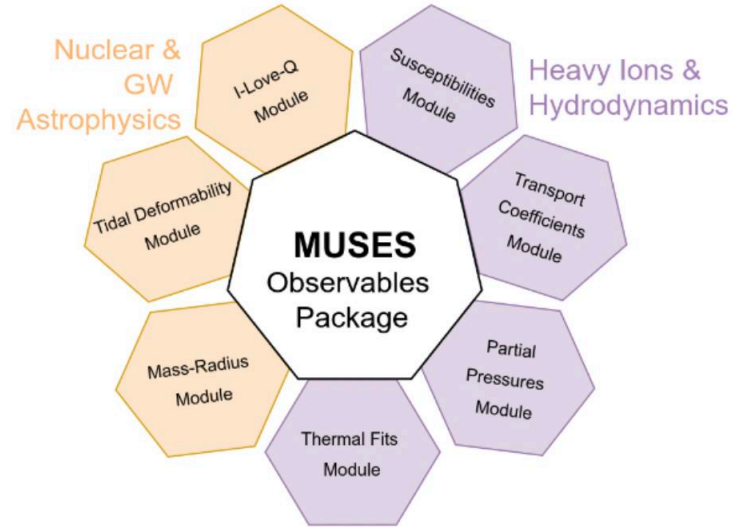 Nuclear &
GW
Astrophysics
I-Love-Q
Module
Susceptibilities
Module
Heavy Ions &
Hydrodynamics
Tidal Deformability
Module
Transport
Coefficients
Module
MUSES
Observables
Package
Mass-Radius
Module
Partial
Pressures
Module
Thermal Fits
Module